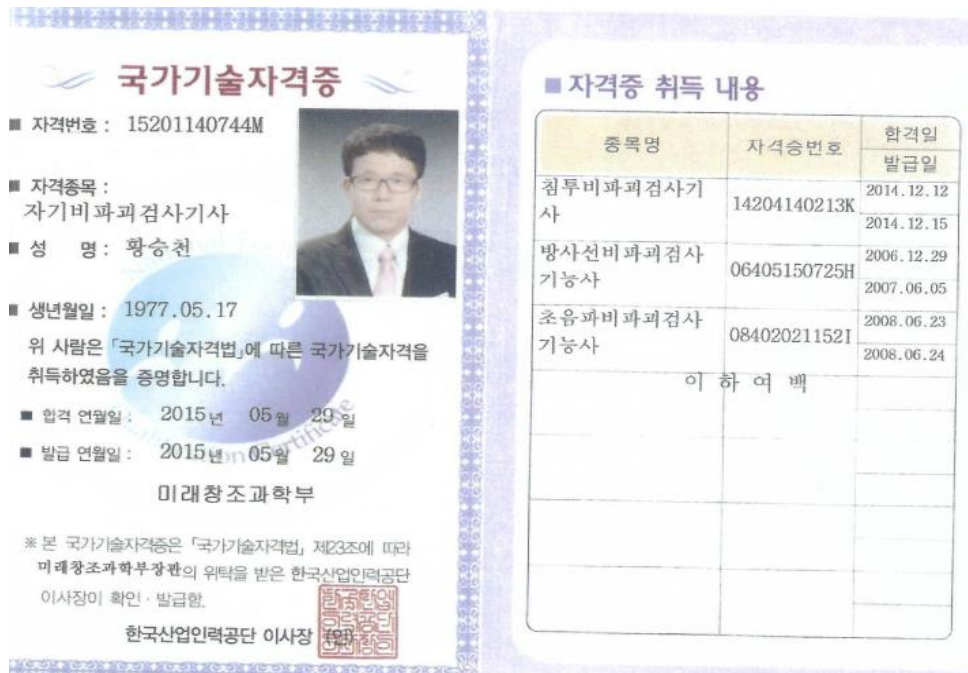 국가기술자격증
■ 자격번호 : 15201140744M
■ 자격종목 :
자기비파괴검사기사
■ 성 명 : 황승천
■ 생년월일 : 1977.05.17
위 사람은 「국가기술자격법」에 따른 국가기술자격을
취득하였음을 증명합니다.
■ 합격 연월일 : 2015년 05월 29일
■ 발급 연월일 : 2015년 05월 29일
미래창조과학부
※ 본 국가기술자격증은 「국가기술자격법」 제23조에 따라
미래창조과학부장관의 위탁을 받은 한국산업인력공단
이사장이 확인 · 발급함.
한국산업인력공단 이사장 (인)
■ 자격증 취득 내용
종목명 자격증번호 합격일
발급일
침투비파괴검사기 14204140213K 2014.12.12
사 2014.12.15
방사선비파괴검사 06405150725H 2006.12.29
기능사 2007.06.05
초음파비파괴검사 08402021152I 2008.06.23
기능사 2008.06.24
이 하 여 백